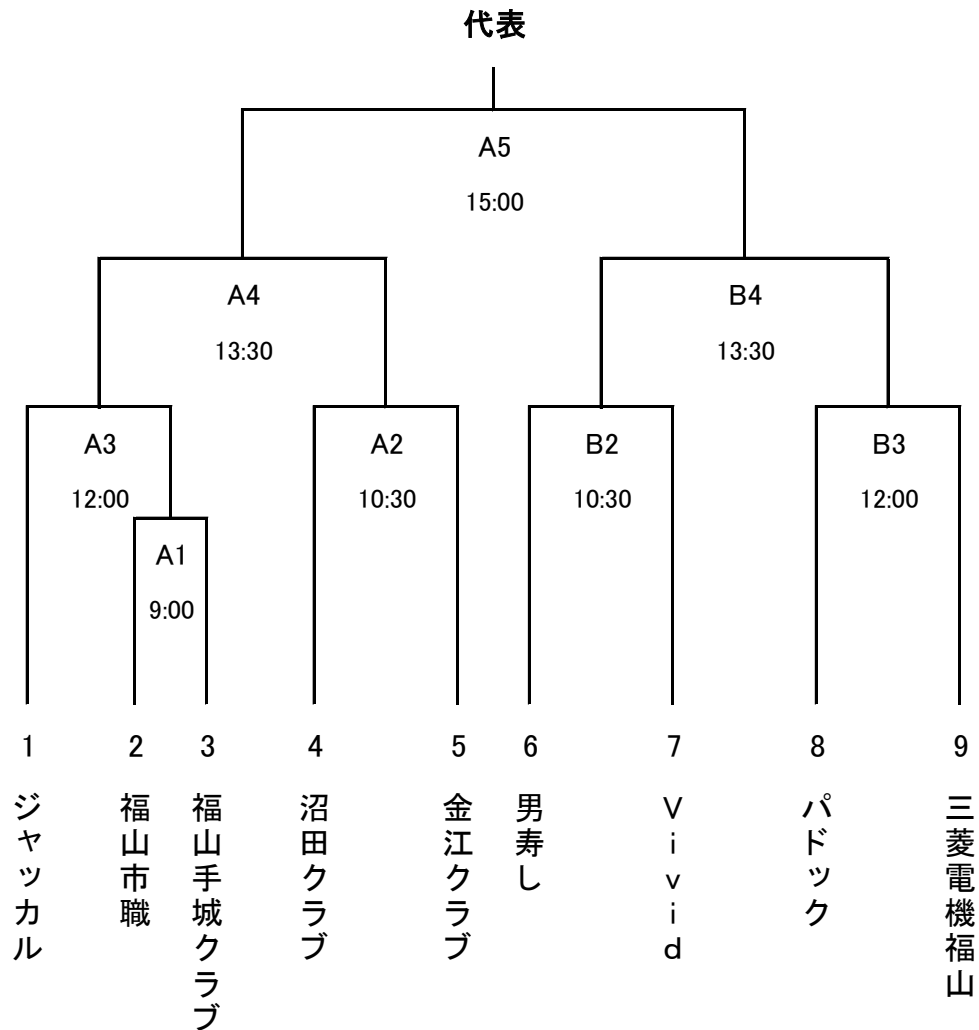 代表
A5
15:00
A4
13:30
B4
13:30
A3
12:00
A2
10:30
B2
10:30
B3
12:00
A1
9:00
1
2
3
4
5
6
7
8
9
ジャッカル
福山市職
福山手城クラブ
沼田クラブ
金江クラブ
男寿し
Vivid
パドック
三菱電機福山